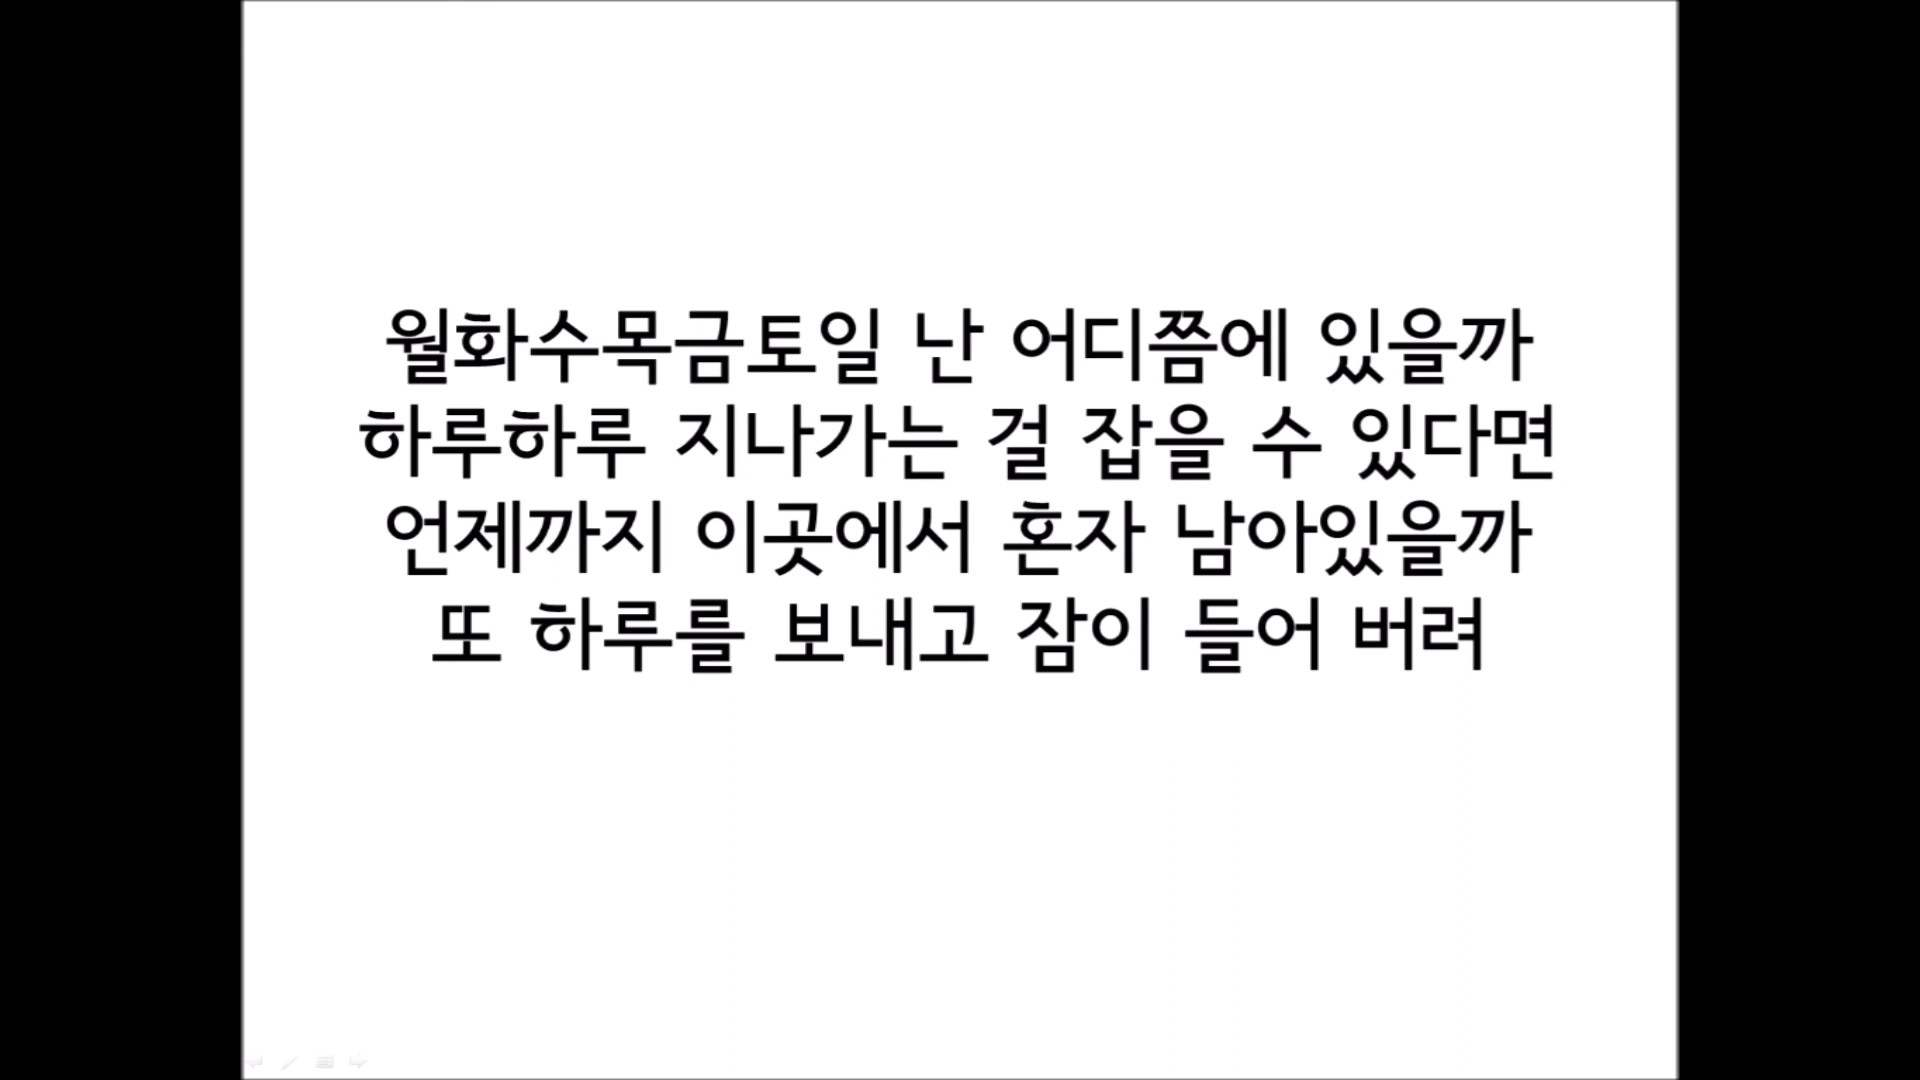 월화수목금토일 난 어디쯤에 있을까
하루하루 지나가는 걸 잡을 수 있다면
언제까지 이곳에서 혼자 남아있을까
또 하루를 보내고 잠이 들어 버려